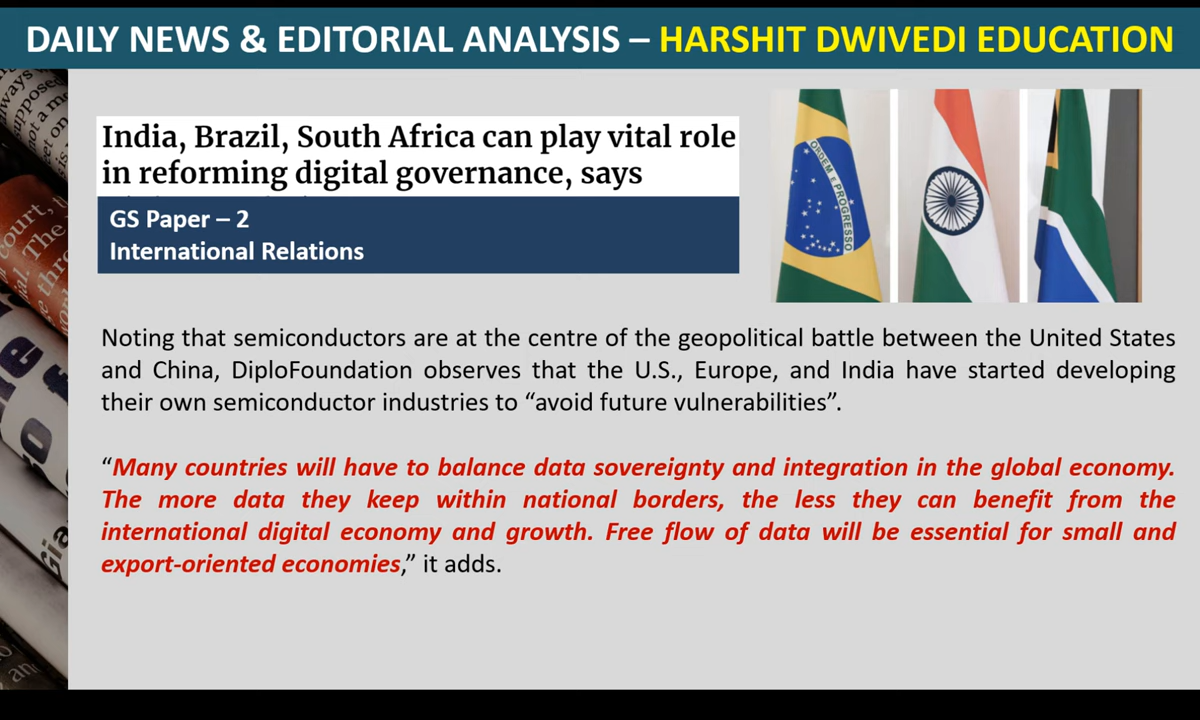 DAILY NEWS & EDITORIAL ANALYSIS – HARSHIT DWIVEDI EDUCATION
India, Brazil, South Africa can play vital role
in reforming digital governance, says
GS Paper – 2
International Relations
ORDEM E PROGRESSO
Noting that semiconductors are at the centre of the geopolitical battle between the United States
and China, DiploFoundation observes that the U.S., Europe, and India have started developing
their own semiconductor industries to “avoid future vulnerabilities”.
“Many countries will have to balance data sovereignty and integration in the global economy.
The more data they keep within national borders, the less they can benefit from the
international digital economy and growth. Free flow of data will be essential for small and
export-oriented economies,” it adds.